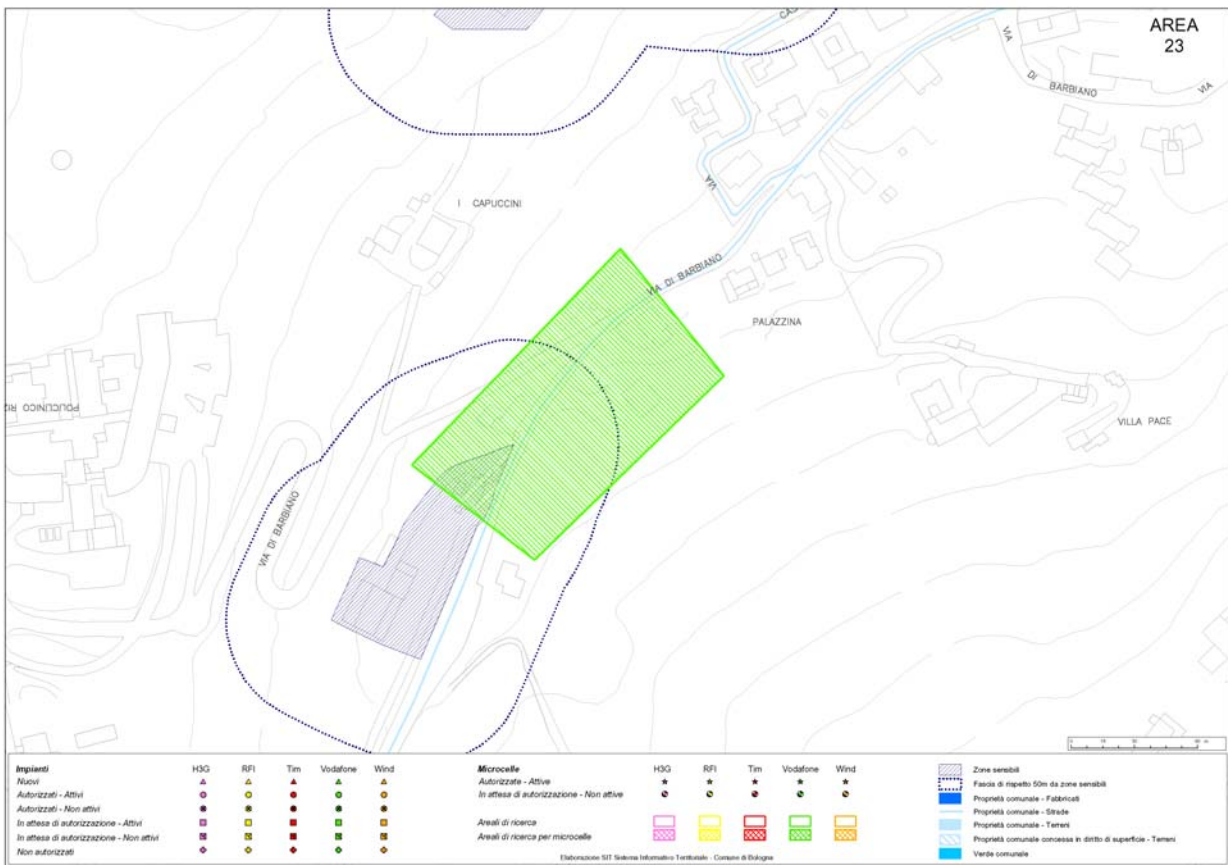 AREA
23
CAS
VIA
DI BARBIANO
VIA
VIA
I CAPUCCINI
VIA DI BARBIANO
PALAZZINA
POLICLINICO RIZ
VILLA PACE
VIA DI BARBIANO
Impianti H3G RFI Tim Vodafone Wind
Nuovi
Autorizzati - Attivi
Autorizzati - Non attivi
In attesa di autorizzazione - Attivi
In attesa di autorizzazione - Non attivi
Non autorizzati
Microcelle H3G RFI Tim Vodafone Wind
Autorizzate - Attive
In attesa di autorizzazione - Non attive
Areali di ricerca
Areali di ricerca per microcelle
Elaborazione SIT Sistema Informativo Territoriale - Comune di Bologna
Zone sensibili
Fascia di rispetto 50m da zone sensibili
Proprietà comunale - Fabbricati
Proprietà comunale - Strade
Proprietà comunale - Terreni
Proprietà comunale concessa in diritto di superficie - Terreni
Verde comunale